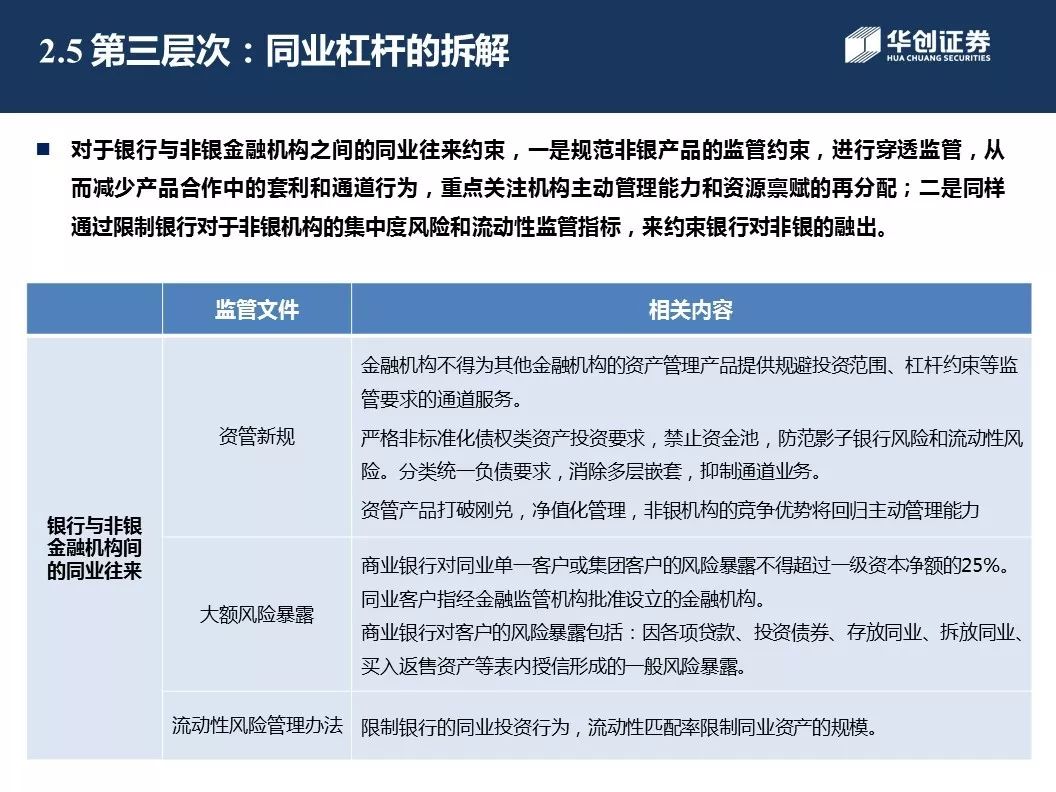 2.5 第三层次：同业杠杆的拆解
华创证券
HUA CHUANG SECURITIES
对于银行与非银金融机构之间的同业往来约束，一是规范非银产品的监管约束，进行穿透监管，从
而减少产品合作中的套利和通道行为，重点关注机构主动管理能力和资源禀赋的再分配；二是同样
通过限制银行对于非银机构的集中度风险和流动性监管指标，来约束银行对非银的融出。
监管文件
相关内容
银行与非银
金融机构间
的同业往来
资管新规
金融机构不得为其他金融机构的资产管理产品提供规避投资范围、杠杆约束等监
管要求的通道服务。
严格非标准化债权类资产投资要求，禁止资金池，防范影子银行风险和流动性风
险。分类统一负债要求，消除多层嵌套，抑制通道业务。
资管产品打破刚兑，净值化管理，非银机构的竞争优势将回归主动管理能力
大额风险暴露
商业银行对同业单一客户或集团客户的风险暴露不得超过一级资本净额的25%。
同业客户指经金融监管机构批准设立的金融机构。
商业银行对客户的风险暴露包括：因各项贷款、投资债券、存放同业、拆放同业、
买入返售资产等表内授信形成的一般风险暴露。
流动性风险管理办法
限制银行的同业投资行为，流动性匹配率限制同业资产的规模。